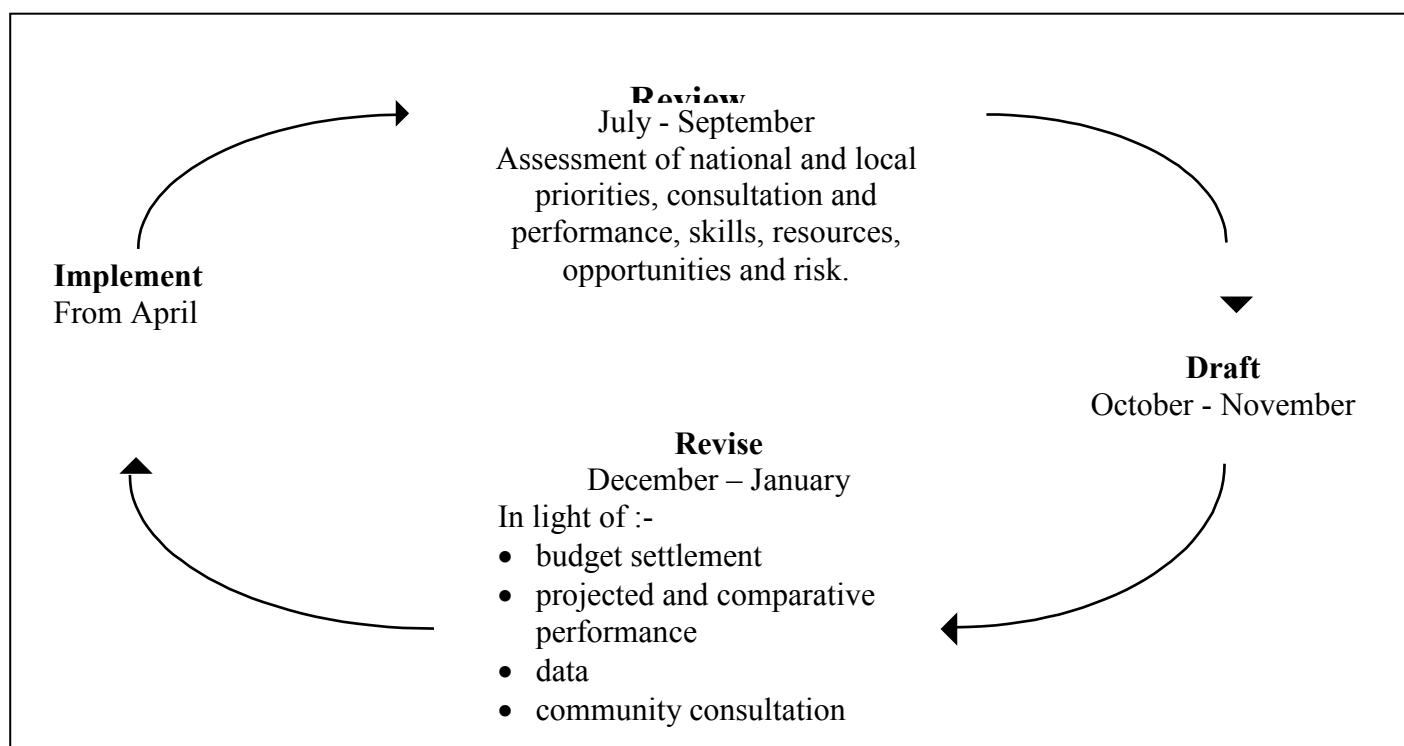 Review
July - September
Assessment of national and local
priorities, consultation and
performance, skills, resources,
opportunities and risk.
Implement
From April
Draft
October - November
Revise
December – January
In light of :-
• budget settlement
• projected and comparative
performance
• data
• community consultation